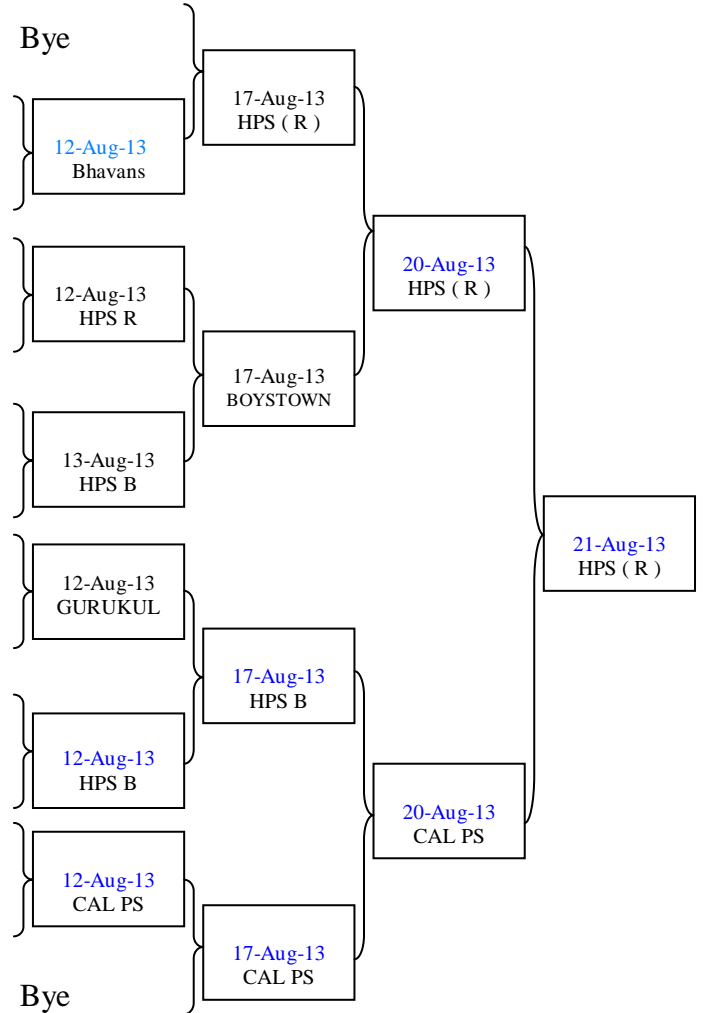 Bye
12-Aug-13
Bhavans
12-Aug-13
HPS R
13-Aug-13
HPS B
12-Aug-13
GURUKUL
12-Aug-13
HPS B
12-Aug-13
CAL PS
Bye
17-Aug-13
HPS ( R )
17-Aug-13
BOYSTOWN
17-Aug-13
HPS B
17-Aug-13
CAL PS
20-Aug-13
HPS ( R )
20-Aug-13
CAL PS
21-Aug-13
HPS ( R )